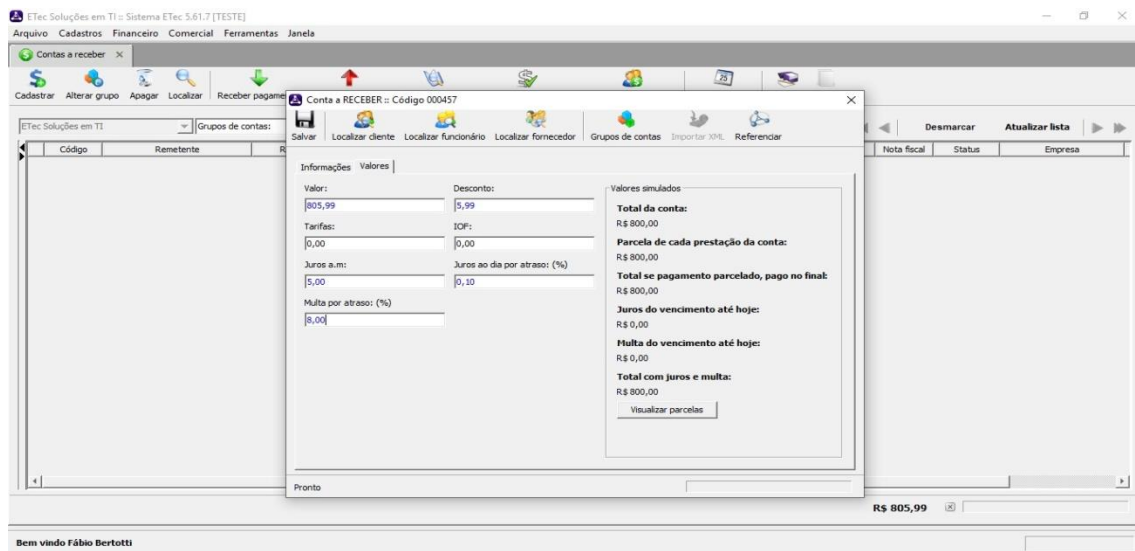 ETec Soluções em TI :: Sistema ETec 5.61.7 [TESTE]
Arquivo Cadastros Financeiro Comercial Ferramentas Janela
Contas a receber
Cadastrar Alterar grupo Apagar Localizar Receber pagame
Conta a RECEBER :: Código 000457
Salvar Localizar cliente Localizar funcionário Localizar fornecedor Grupos de contas Importar XML Referenciar
ETec Soluções em TI Grupos de contas: Desmarcar Atualizar lista
Código Remetente R Nota fiscal Status Empresa
Informações Valores
Valor: Desconto:
805,99 5,99
Tarifas: IOF:
0,00 0,00
Juros a.m: Juros ao dia por atraso: (%)
5,00 0,10
Multa por atraso: (%)
8,00
Valores simulados
Total da conta:
R$ 800,00
Parcela de cada prestação da conta:
R$ 800,00
Total se pagamento parcelado, pago no final:
R$ 800,00
Juros do vencimento até hoje:
R$ 0,00
Multa do vencimento até hoje:
R$ 0,00
Total com juros e multa:
R$ 800,00
Visualizar parcelas
Pronto
R$ 805,99
Bem vindo Fábio Bertotti